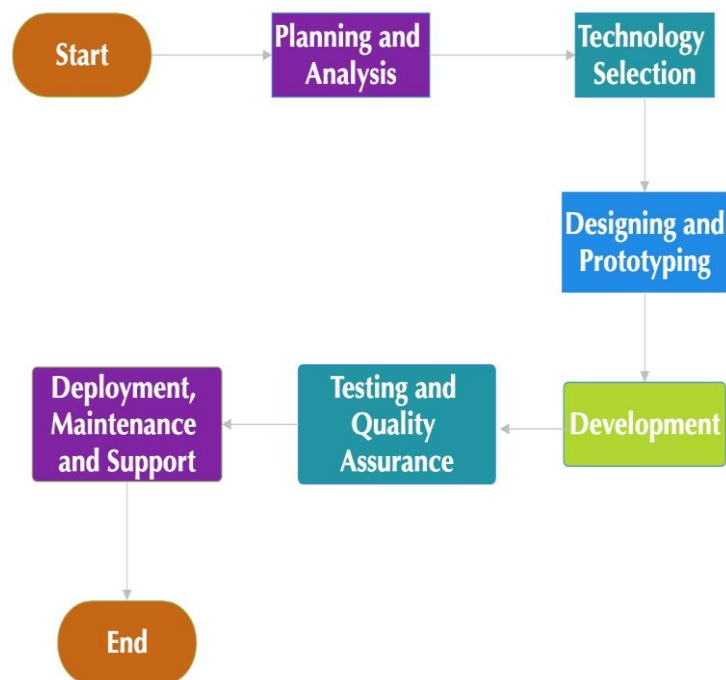 Start
Planning and
Analysis
Technology
Selection
Designing and
Prototyping
Development
Testing and
Quality
Assurance
Deployment,
Maintenance
and Support
End